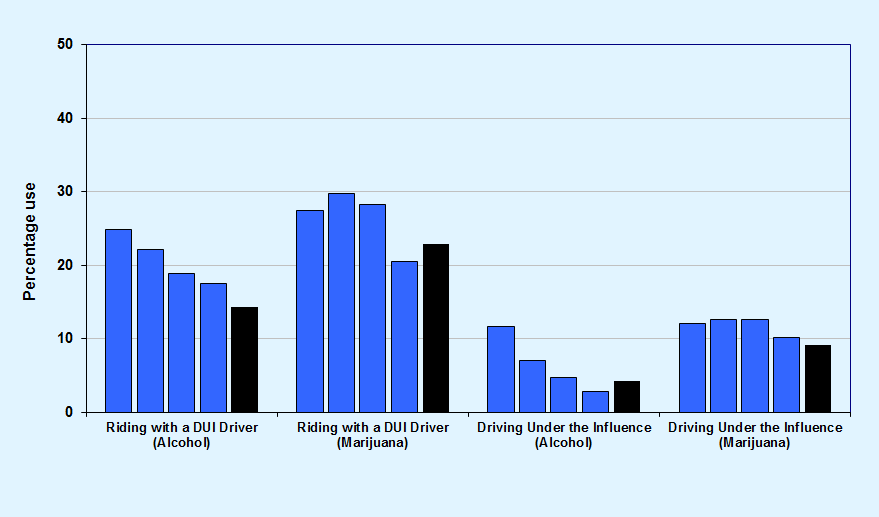 50
40
30
20
10
0
Percentage use
Riding with a DUI Driver
(Alcohol)
Riding with a DUI Driver
(Marijuana)
Driving Under the Influence
(Alcohol)
Driving Under the Influence
(Marijuana)